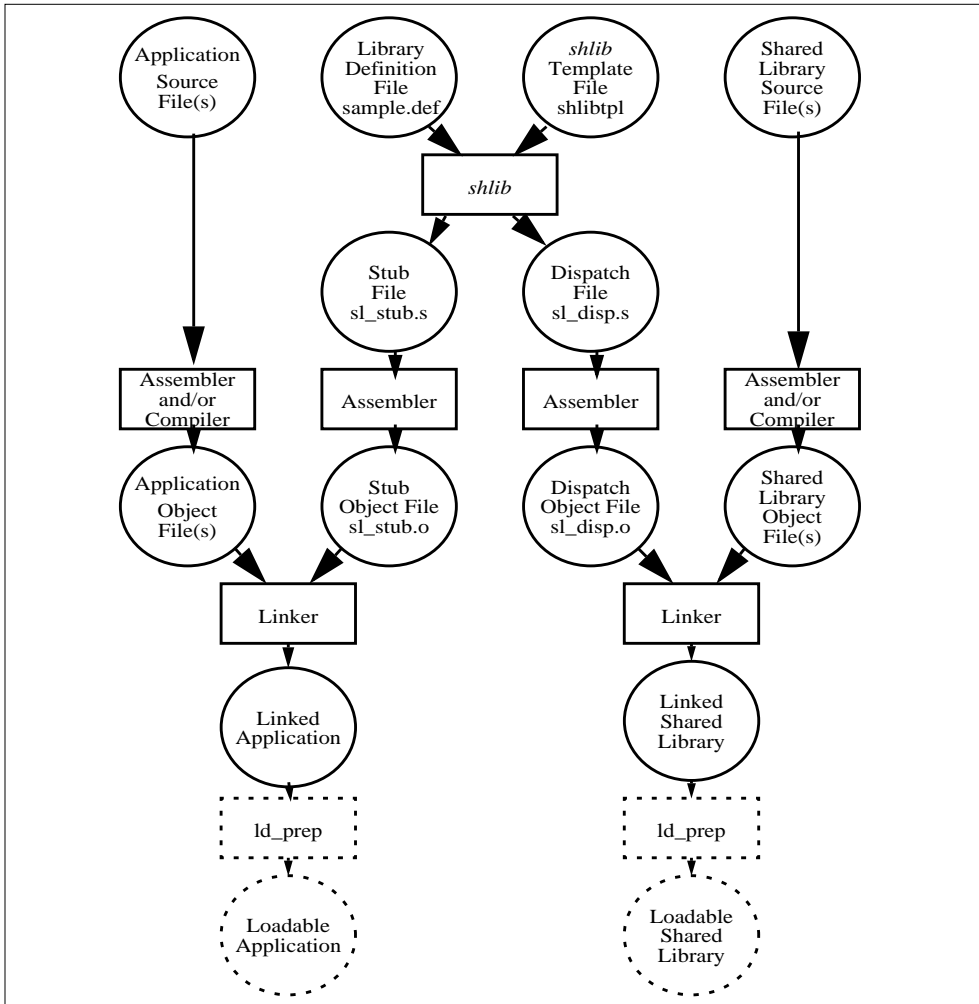 Application
Source
File(s)
Library
Definition
File
sample.def
shlib
Template
File
shlibtpl
Shared
Library
Source
File(s)
shlib
Stub
File
sl_stub.s
Dispatch
File
sl_disp.s
Assembler
and/or
Compiler
Assembler
Assembler
Assembler
and/or
Compiler
Application
Object
File(s)
Stub
Object File
sl_stub.o
Dispatch
Object File
sl_disp.o
Shared
Library
Object
File(s)
Linker
Linker
Linked
Application
Linked
Shared
Library
ld_prep
ld_prep
Loadable
Application
Loadable
Shared
Library